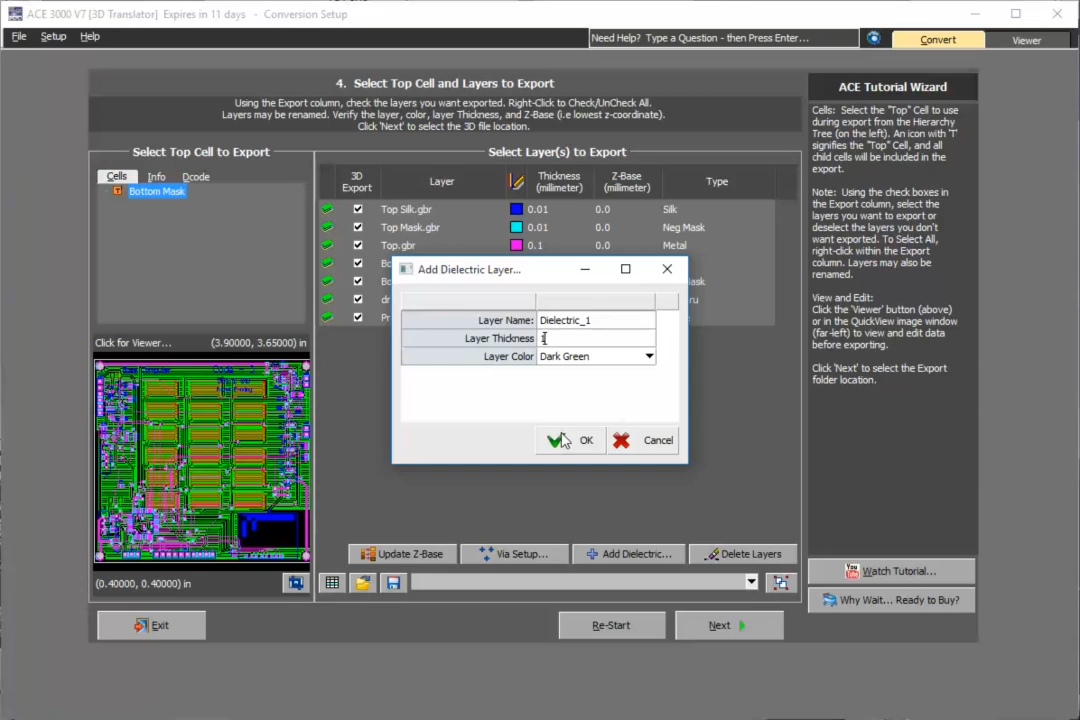 ACE 3000 V7 [3D Translator] Expires in 11 days - Conversion Setup
File Setup Help
Need Help? Type a Question - then Press Enter...
Convert
Viewer
4. Select Top Cell and Layers to Export
Using the Export column, check the layers you want exported. Right-Click to Check/UnCheck All.
Layers may be renamed. Verify the layer, color, layer Thickness, and Z-Base (i.e lowest z-coordinate).
Click 'Next' to select the 3D file location.
Select Top Cell to Export
Cells Info Dcode
T Bottom Mask
Click for Viewer... (3.90000, 3.65000) in
(0.40000, 0.40000) in
Select Layer(s) to Export
3D Export Layer Thickness (milimeter) Z-Base (milimeter) Type
Top Silk.gbr 0.01 0.0 Silk
Top Mask.gbr 0.01 0.0 Neg Mask
Top.gbr 0.1 0.0 Metal
Add Dielectric Layer...
Layer Name: Dielectric_1
Layer Thickness 1
Layer Color Dark Green
OK Cancel
Update Z-Base Via Setup... Add Dielectric... Delete Layers
Exit Re-Start Next
ACE Tutorial Wizard
Cells: Select the "Top" Cell to use
during export from the Hierarchy
Tree (on the left). An icon with 'T'
signifies the "Top" Cell, and all
child cells will be included in the
export.
Note: Using the check boxes in
the Export column, select the
layers you want to export or
deselect the layers you don't
want exported. To Select All,
right-click within the Export
column. Layers may also be
renamed.
View and Edit:
Click the 'Viewer' button (above)
or in the QuickView image window
(far-left) to view and edit data
before exporting.
Click 'Next' to select the Export
folder location.
You Tube Watch Tutorial...
Why Wait... Ready to Buy?